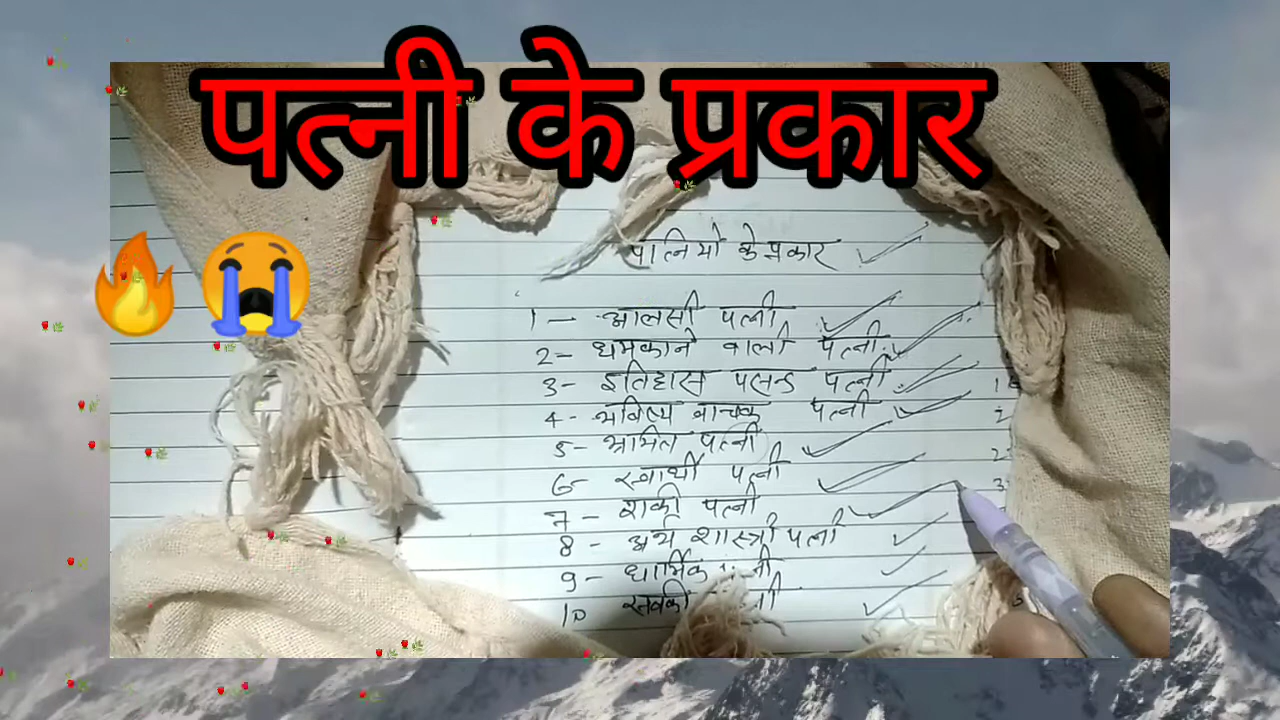 पत्नी के प्रकार
पत्नियो के प्रकार
1 - आलसी पत्नी
2 - धमकाने वाली पत्नी
3 - इतिहास पसन्द पत्नी
4 - भविष्य वाचक पत्नी
5 - भ्रमित पत्नी
6 - स्वार्थी पत्नी
7 - शकी पत्नी
8 - अर्थ शास्त्री पत्नी
9 - धार्मिक
10 - सनकी